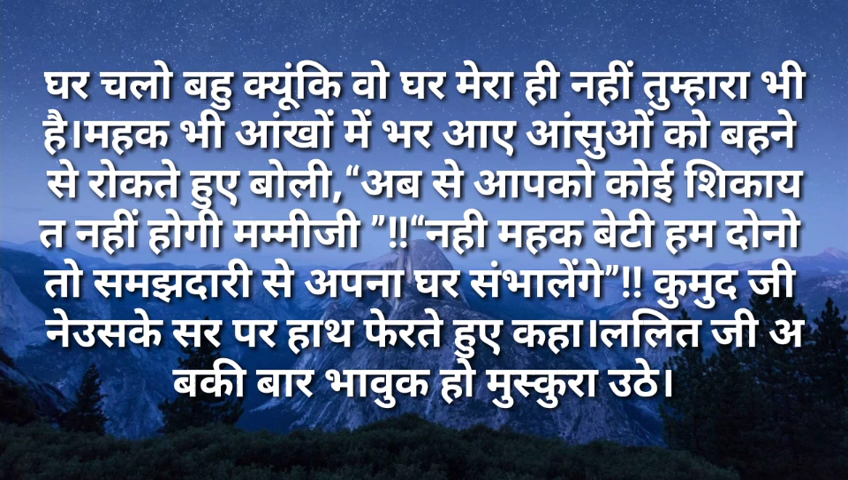 घर चलो बहु क्यूंकि वो घर मेरा ही नहीं तुम्हारा भी
है।महक भी आंखों में भर आए आंसुओं को बहने
से रोकते हुए बोली,“अब से आपको कोई शिकाय
त नहीं होगी मम्मीजी ”!!“नही महक बेटी हम दोनो
तो समझदारी से अपना घर संभालेंगे”!! कुमुद जी
नेउसके सर पर हाथ फेरते हुए कहा।ललित जी अ
बकी बार भावुक हो मुस्कुरा उठे।